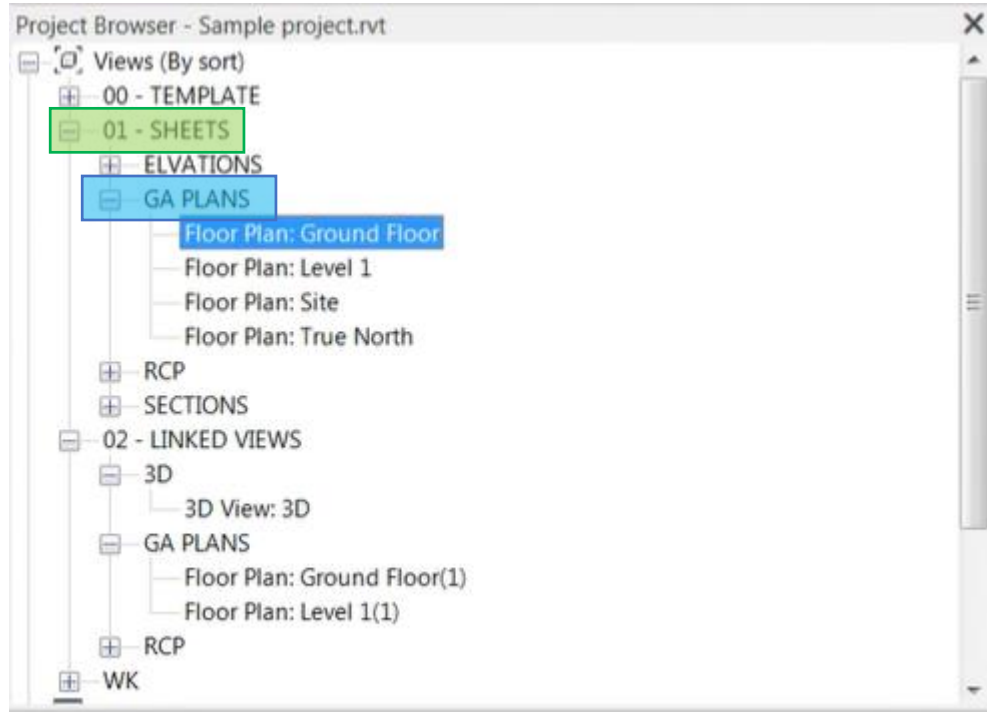 Project Browser - Sample project.rvt
Views (By sort)
00 - TEMPLATE
01 - SHEETS
ELVATIONS
GA PLANS
Floor Plan: Ground Floor
Floor Plan: Level 1
Floor Plan: Site
Floor Plan: True North
RCP
SECTIONS
02 - LINKED VIEWS
3D
3D View: 3D
GA PLANS
Floor Plan: Ground Floor(1)
Floor Plan: Level 1(1)
RCP
WK